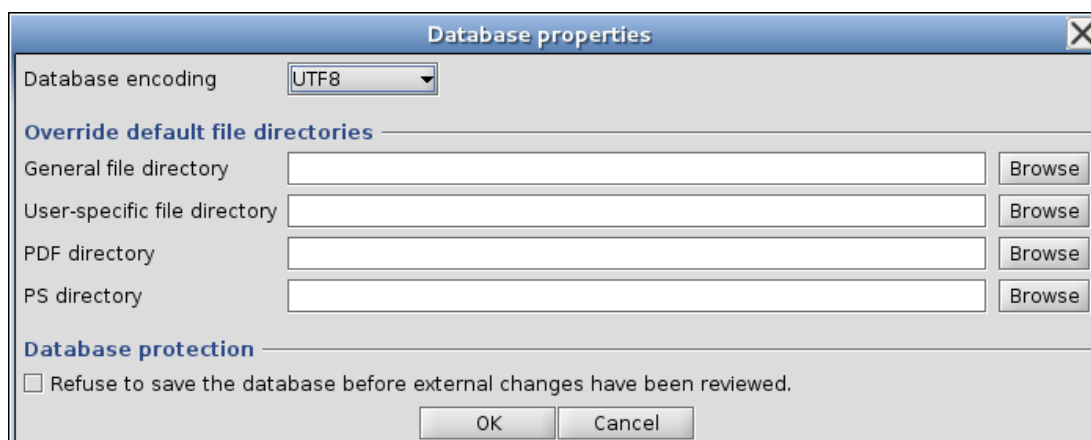 Database properties
Database encoding UTF8
Override default file directories
General file directory Browse
User-specific file directory Browse
PDF directory Browse
PS directory Browse
Database protection
Refuse to save the database before external changes have been reviewed.
OK Cancel